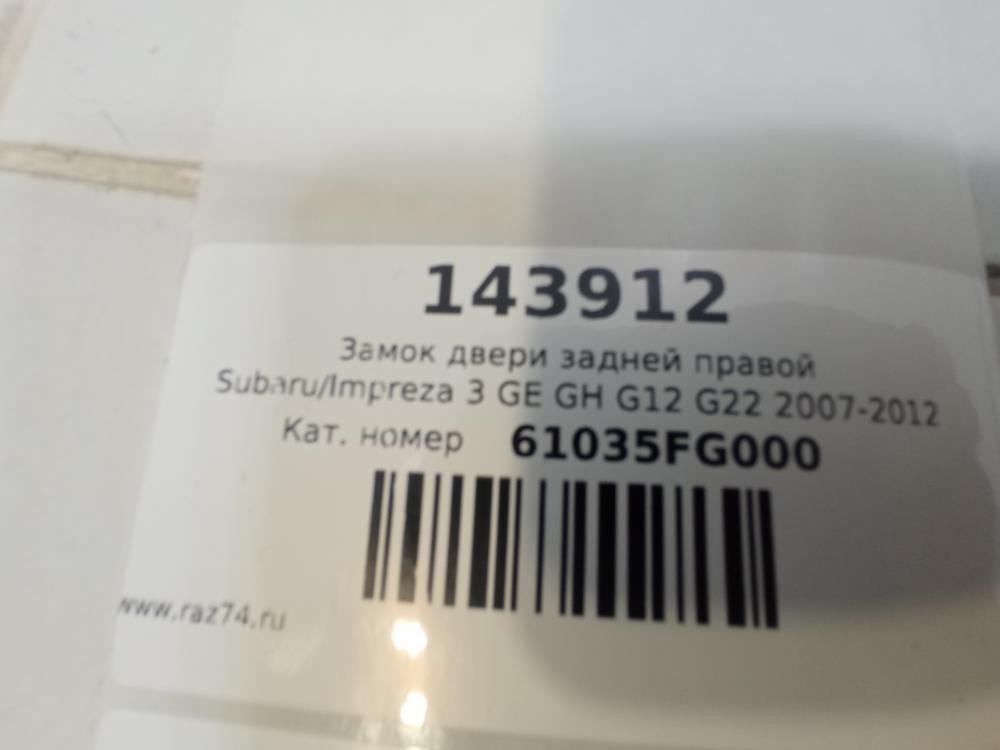 143912
Замок двери задней правой
Subaru/Impreza 3 GE GH G12 G22 2007-2012
Кат. номер 61035FG000
www.raz74.ru